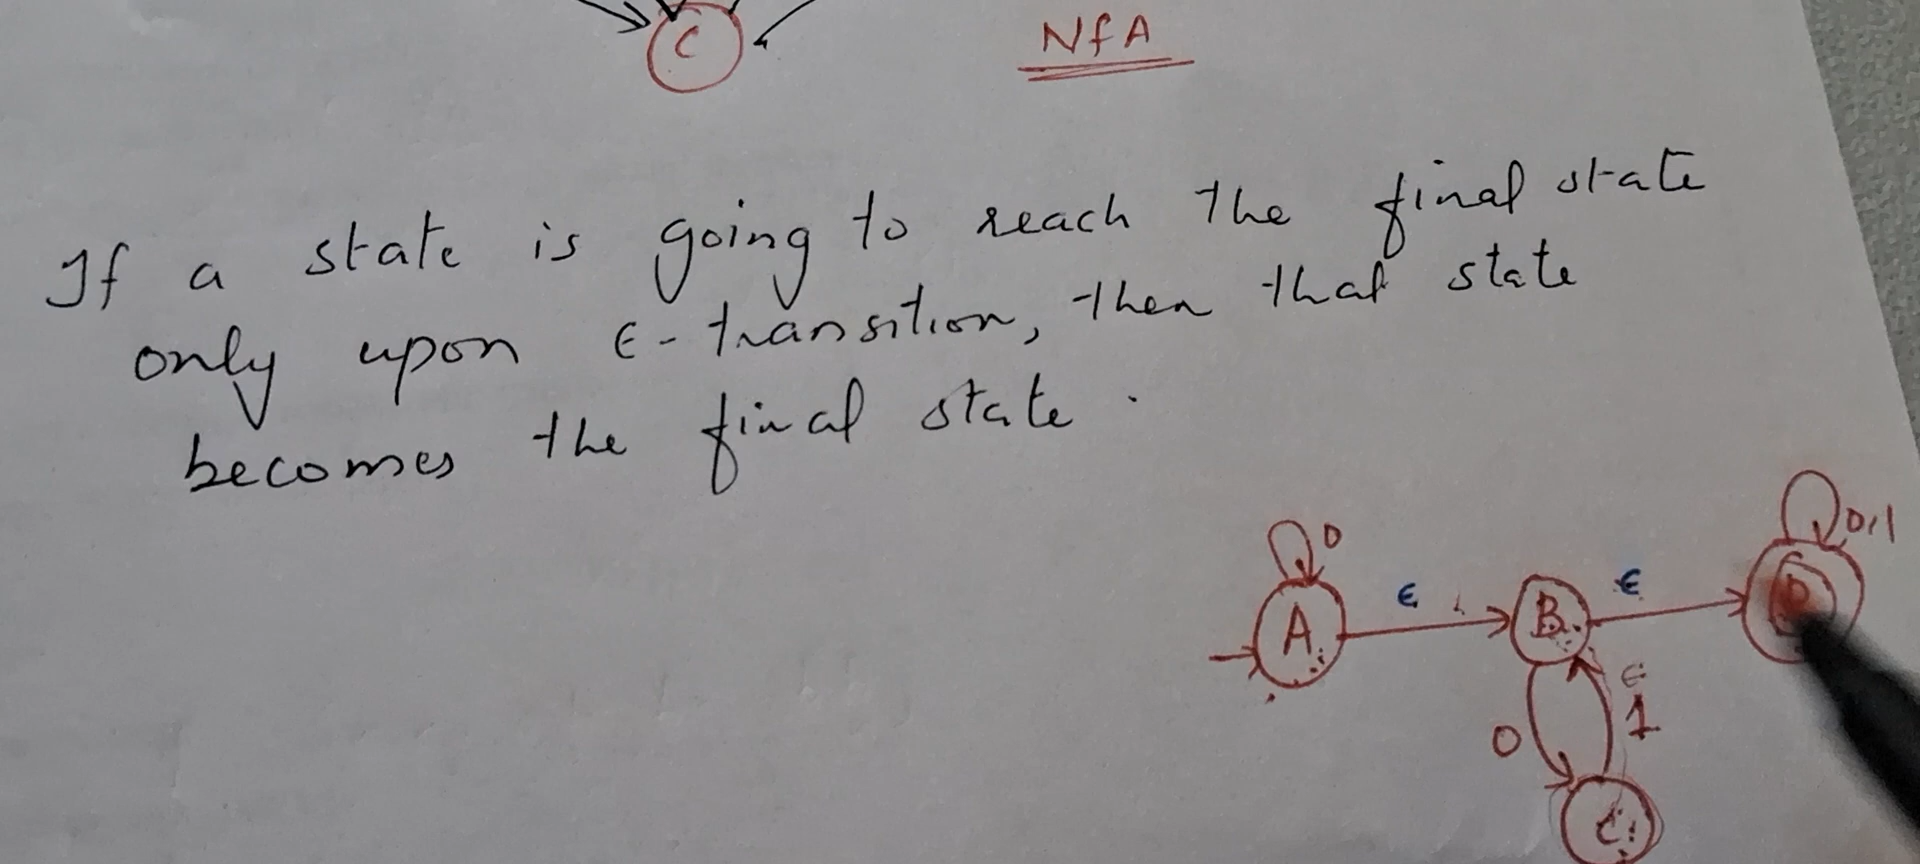 C
NfA
If a state is going to reach the final state
only upon ε-transition, then that state
becomes the final state.
0
0,1
ε
ε
A
B
ε
0
1
C